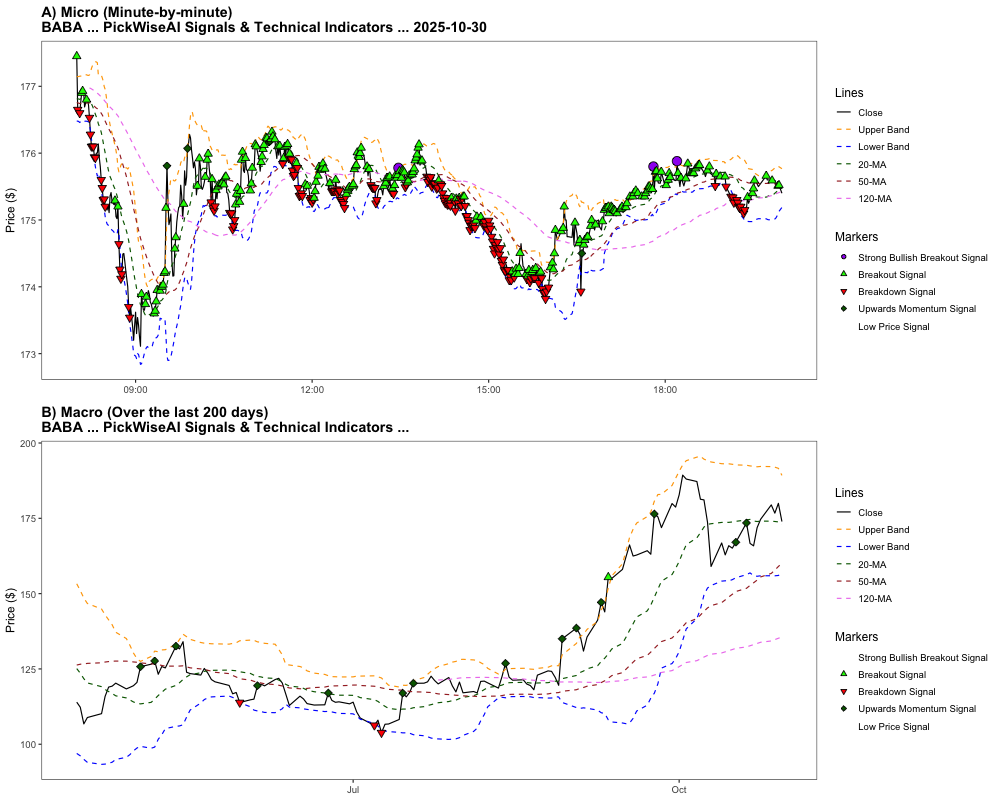 A) Micro (Minute-by-minute)
BABA ... PickWiseAI Signals & Technical Indicators ... 2025-10-30
Price ($)
177
176
175
174
173
09:00
12:00
15:00
18:00
Lines
Close
Upper Band
Lower Band
20-MA
50-MA
120-MA
Markers
Strong Bullish Breakout Signal
Breakout Signal
Breakdown Signal
Upwards Momentum Signal
Low Price Signal
B) Macro (Over the last 200 days)
BABA ... PickWiseAI Signals & Technical Indicators ...
Price ($)
200
175
150
125
100
Jul
Oct
Lines
Close
Upper Band
Lower Band
20-MA
50-MA
120-MA
Markers
Strong Bullish Breakout Signal
Breakout Signal
Breakdown Signal
Upwards Momentum Signal
Low Price Signal